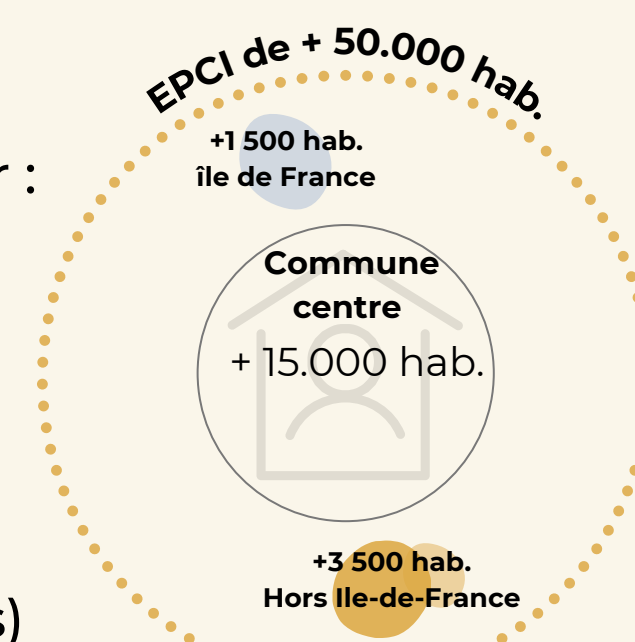 EPCI de + 50.000 hab.
+1 500 hab.
île de France
r :
Commune
centre
+ 15.000 hab.
+3 500 hab.
Hors Ile-de-France
s)